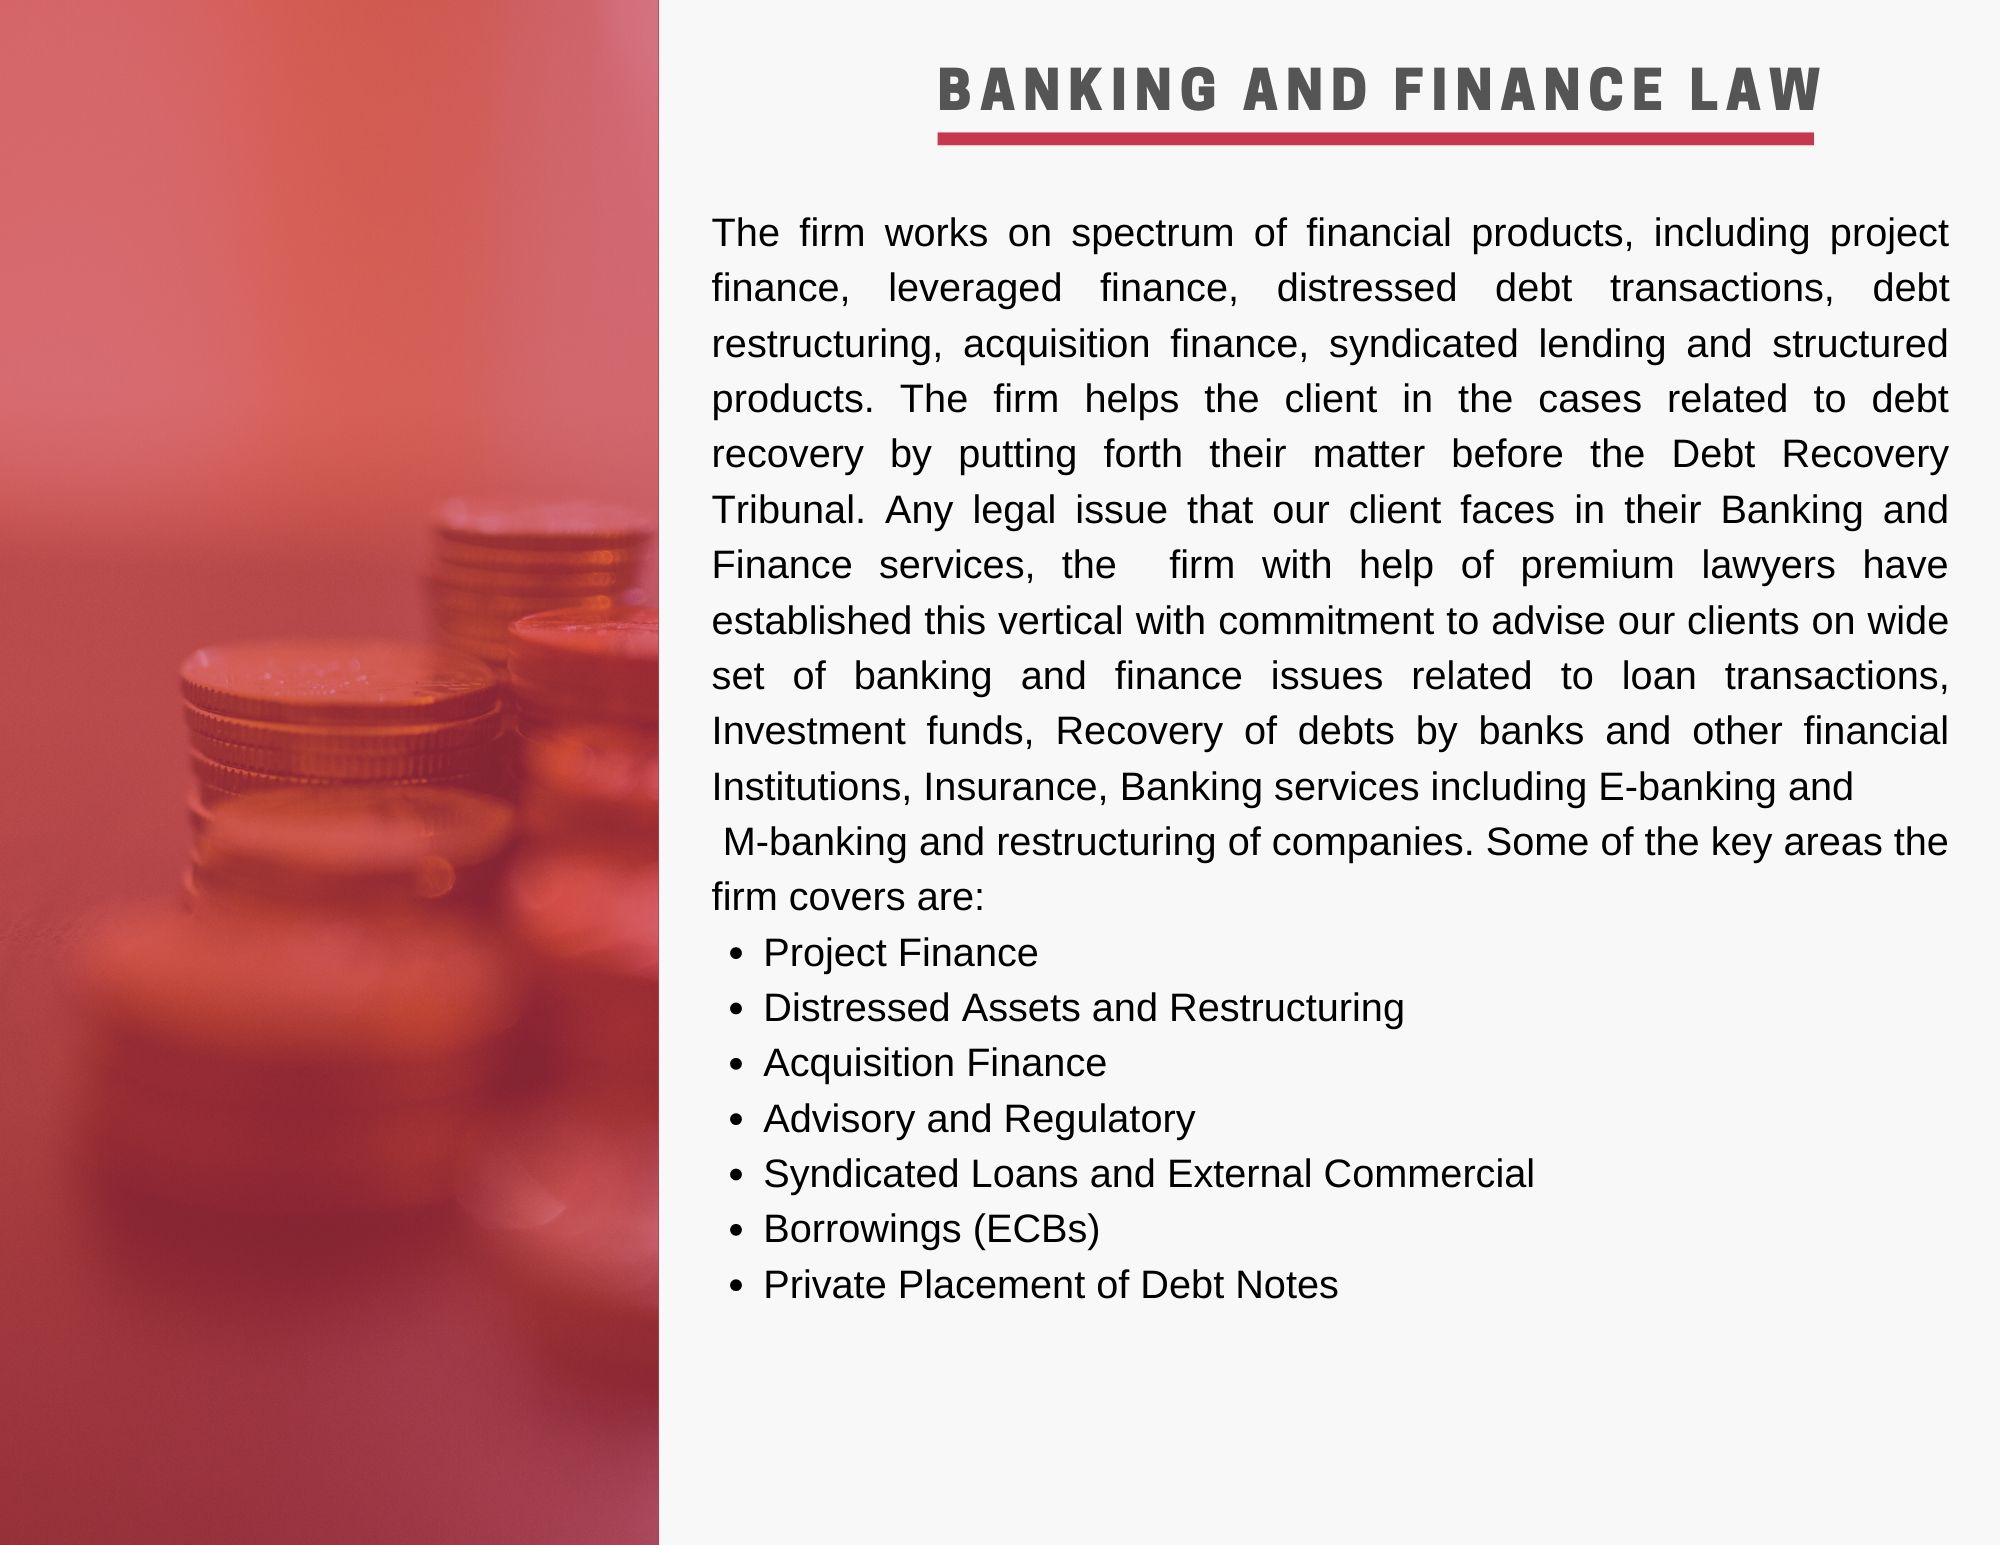 BANKING AND FINANCE LAW
The firm works on spectrum of financial products, including project
finance, leveraged finance, distressed debt transactions, debt
restructuring, acquisition finance, syndicated lending and structured
products. The firm helps the client in the cases related to debt
recovery by putting forth their matter before the Debt Recovery
Tribunal. Any legal issue that our client faces in their Banking and
Finance services, the firm with help of premium lawyers have
established this vertical with commitment to advise our clients on wide
set of banking and finance issues related to loan transactions,
Investment funds, Recovery of debts by banks and other financial
Institutions, Insurance, Banking services including E-banking and
M-banking and restructuring of companies. Some of the key areas the
firm covers are:
• Project Finance
• Distressed Assets and Restructuring
• Acquisition Finance
• Advisory and Regulatory
• Syndicated Loans and External Commercial
• Borrowings (ECBs)
• Private Placement of Debt Notes